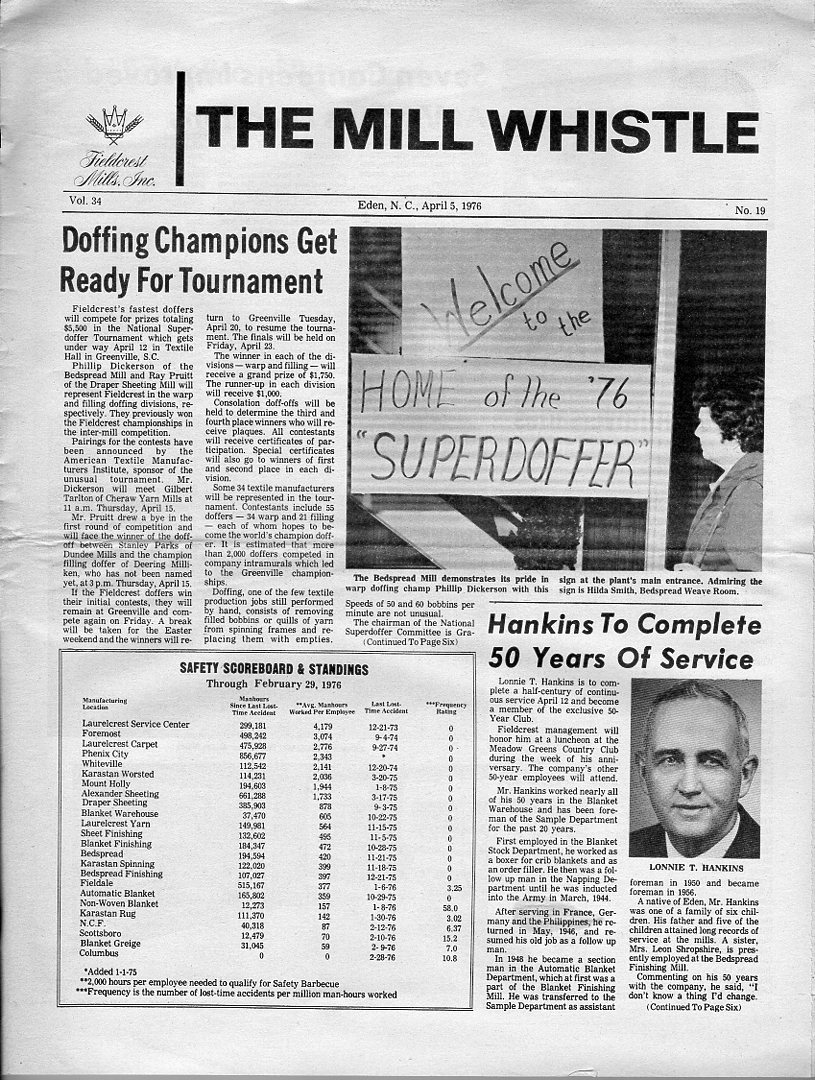 Fieldcrest
Mills, Inc.
THE MILL WHISTLE
Vol. 34
Eden, N. C., April 5, 1976
No. 19
Doffing Champions Get
Ready For Tournament
Fieldcrest's fastest doffers
will compete for prizes totaling
$5,500 in the National Super-
doffer Tournament which gets
under way April 12 in Textile
Hall in Greenville, S.C.
Phillip Dickerson of the
Bedspread Mill and Ray Pruitt
of the Draper Sheeting Mill will
represent Fieldcrest in the warp
and filling doffing divisions, re-
spectively. They previously won
the Fieldcrest championships in
the inter-mill competition.
Pairings for the contests have
been announced by the
American Textile Manufac-
turers Institute, sponsor of the
unusual tournament. Mr.
Dickerson will meet Gilbert
Tarlton of Cheraw Yarn Mills at
11 a.m. Thursday, April 15.
Mr. Pruitt drew a bye in the
first round of competition and
will face the winner of the doff-
off between Stanley Parks of
Dundee Mills and the champion
filling doffer of Deering Milli-
ken, who has not been named
yet, at 3 p.m. Thursday, April 15.
If the Fieldcrest doffers win
their initial contests, they will
remain at Greenville and com-
pete again on Friday. A break
will be taken for the Easter
weekend and the winners will re-
turn to Greenville Tuesday,
April 20, to resume the tourna-
ment. The finals will be held on
Friday, April 23.
The winner in each of the di-
visions — warp and filling — will
receive a grand prize of $1,750.
The runner-up in each division
will receive $1,000.
Consolation doff-offs will be
held to determine the third and
fourth place winners who will re-
ceive plaques. All contestants
will receive certificates of par-
ticipation. Special certificates
will also go to winners of first
and second place in each di-
vision.
Some 34 textile manufacturers
will be represented in the tour-
nament. Contestants include 55
doffers — 34 warp and 21 filling
— each of whom hopes to be-
come the world's champion doff-
er. It is estimated that more
than 2,000 doffers competed in
company intramurals which led
to the Greenville champion-
ships.
Doffing, one of the few textile
production jobs still performed
by hand, consists of removing
filled bobbins or quills of yarn
from spinning frames and re-
placing them with empties.
Welcome
to the
HOME of the '76
"SUPERDOFFER"
The Bedspread Mill demonstrates its pride in
warp doffing champ Phillip Dickerson with this
sign at the plant's main entrance. Admiring the
sign is Hilda Smith, Bedspread Weave Room.
Speeds of 50 and 60 bobbins per
minute are not unusual.
The chairman of the National
Superdoffer Committee is Gra-
(Continued To Page Six)
SAFETY SCOREBOARD & STANDINGS
Through February 29, 1976
Manufacturing Location | Manhours Since Last Lost-Time Accident | **Avg. Manhours Worked Per Employee | Last Lost-Time Accident | ***Frequency Rating
Laurelcrest Service Center 299,181 4,179 12-21-73 0
Foremost 498,242 3,074 9-4-74 0
Laurelcrest Carpet 475,928 2,776 9-27-74 0
Phenix City 856,677 2,343 * 0
Whiteville 112,542 2,141 12-20-74 0
Karastan Worsted 114,231 2,036 3-20-75 0
Mount Holly 194,603 1,944 1-8-75 0
Alexander Sheeting 661,288 1,733 3-17-75 0
Draper Sheeting 385,903 878 9-3-75 0
Blanket Warehouse 37,470 605 10-22-75 0
Laurelcrest Yarn 149,981 564 11-15-75 0
Sheet Finishing 132,602 495 11-5-75 0
Blanket Finishing 184,347 472 10-28-75 0
Bedspread 194,594 420 11-21-75 0
Karastan Spinning 122,020 399 11-18-75 0
Bedspread Finishing 107,027 397 12-21-75 0
Fieldale 515,167 377 1-6-76 3.25
Automatic Blanket 165,802 359 10-29-75 0
Non-Woven Blanket 12,273 157 1-8-76 58.0
Karastan Rug 111,370 142 1-30-76 3.02
N.C.F. 40,318 87 2-12-76 6.37
Scottsboro 12,479 70 2-10-76 15.2
Blanket Greige 31,045 59 2-9-76 7.0
Columbus 0 0 2-28-76 10.8
*Added 1-1-75
**2,000 hours per employee needed to qualify for Safety Barbecue
***Frequency is the number of lost-time accidents per million man-hours worked
Hankins To Complete
50 Years Of Service
Lonnie T. Hankins is to com-
plete a half-century of continu-
ous service April 12 and become
a member of the exclusive 50-
Year Club.
Fieldcrest management will
honor him at a luncheon at the
Meadow Greens Country Club
during the week of his anni-
versary. The company's other
50-year employees will attend.
Mr. Hankins worked nearly all
of his 50 years in the Blanket
Warehouse and has been fore-
man of the Sample Department
for the past 20 years.
First employed in the Blanket
Stock Department, he worked as
a boxer for crib blankets and as
an order filler. He then was a fol-
low up man in the Napping De-
partment until he was inducted
into the Army in March, 1944.
After serving in France, Ger-
many and the Philippines, he re-
turned in May, 1946, and re-
sumed his old job as a follow up
man.
In 1948 he became a section
man in the Automatic Blanket
Department, which at first was a
part of the Blanket Finishing
Mill. He was transferred to the
Sample Department as assistant
LONNIE T. HANKINS
foreman in 1950 and became
foreman in 1956.
A native of Eden, Mr. Hankins
was one of a family of six chil-
dren. His father and five of the
children attained long records of
service at the mills. A sister,
Mrs. Leon Shropshire, is pres-
ently employed at the Bedspread
Finishing Mill.
Commenting on his 50 years
with the company, he said, "I
don't know a thing I'd change.
(Continued To Page Six)